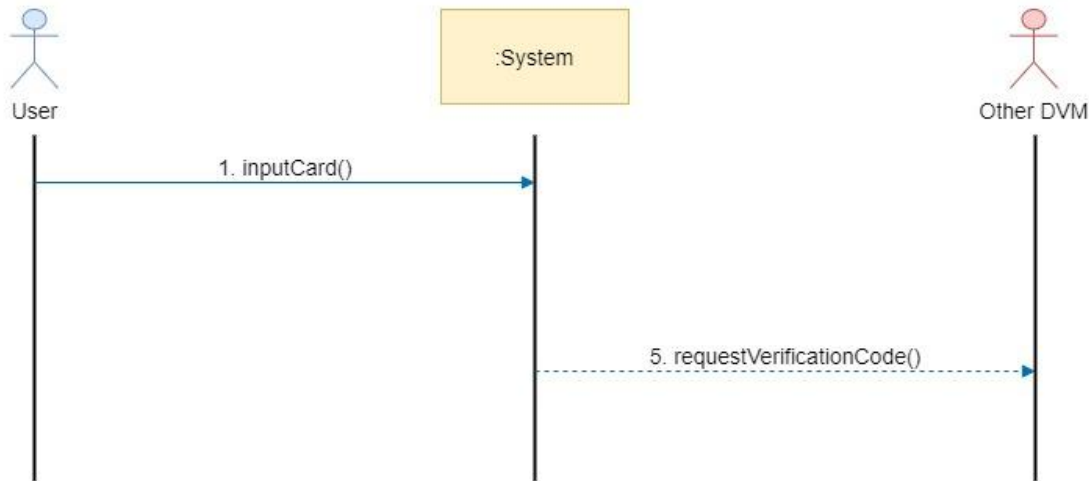 :System
User
Other DVM
1. inputCard()
5. requestVerificationCode()